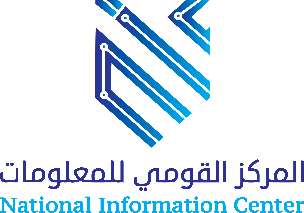 المركز القومي للمعلومات
National Information Center